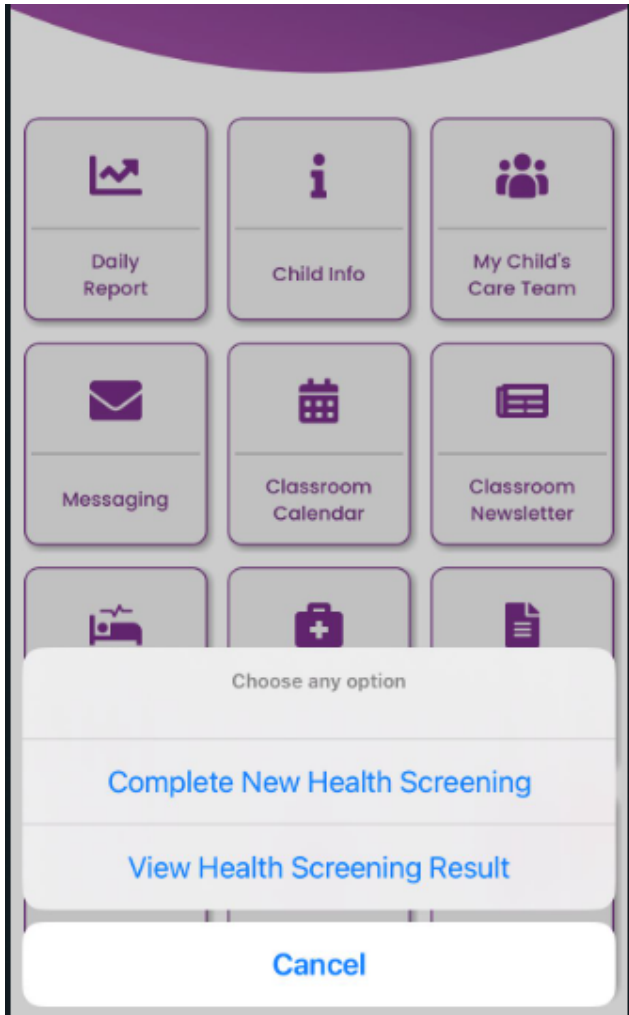 Daily
Report
Child Info
My Child's
Care Team
Messaging
Classroom
Calendar
Classroom
Newsletter
Choose any option
Complete New Health Screening
View Health Screening Result
Cancel